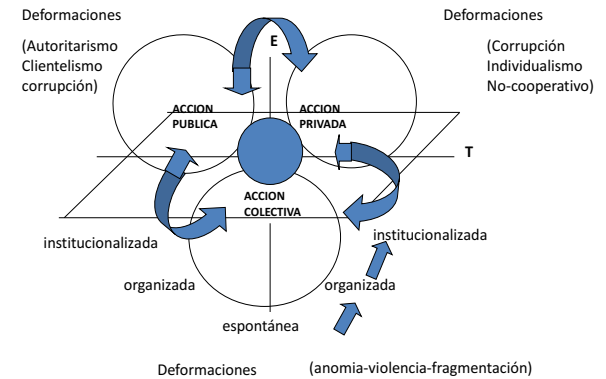 Deformaciones
(Autoritarismo
Clientelismo
corrupción)
Deformaciones
(Corrupción
Individualismo
No-cooperativo)
E
ACCION
PUBLICA
ACCION
PRIVADA
T
ACCION
COLECTIVA
institucionalizada
institucionalizada
organizada
organizada
espontánea
Deformaciones
(anomia-violencia-fragmentación)